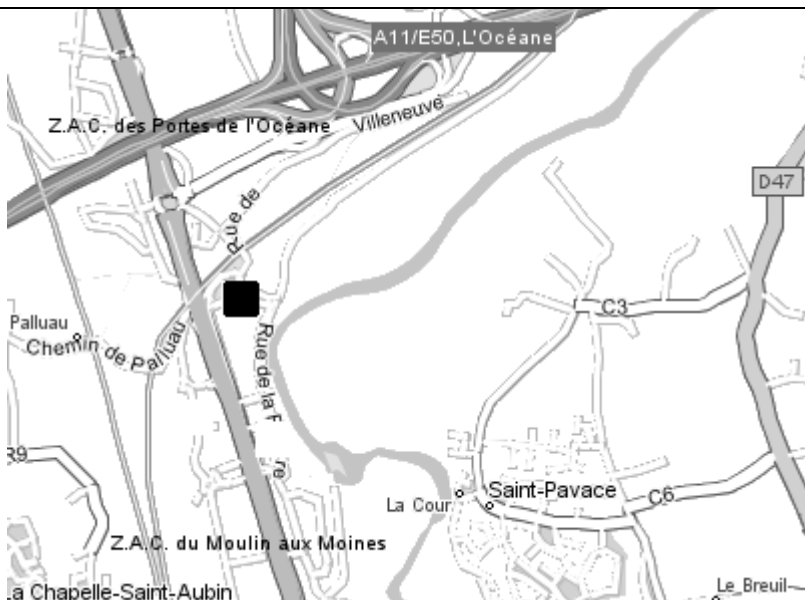 A11/E50,L'Océane
Z.A.C. des Portes de l'Océane
Villeneuve
D47
Rue de
C3
Palluau
Chemin de Palluau
Rue de la F
re
R9
La Cour
Saint-Pavace
C6
Z.A.C. du Moulin aux Moines
Le Breuil
a Chapelle-Saint-Aubin